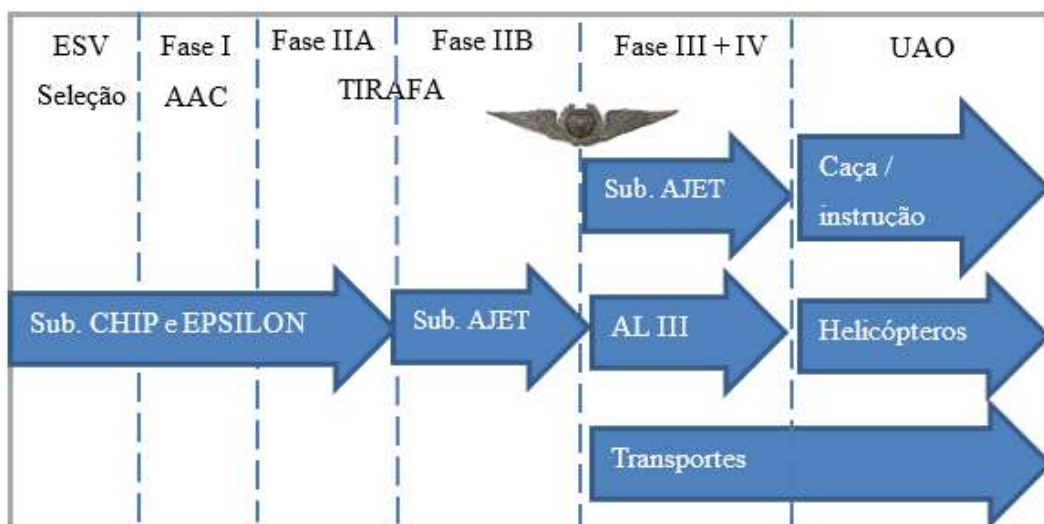 ESV
Seleção
Fase I
AAC
Fase IIA
Fase IIB
TIRAFA
Fase III + IV
UAO
Sub. AJET
Caça /
instrução
Sub. CHIP e EPSILON
Sub. AJET
AL III
Helicópteros
Transportes